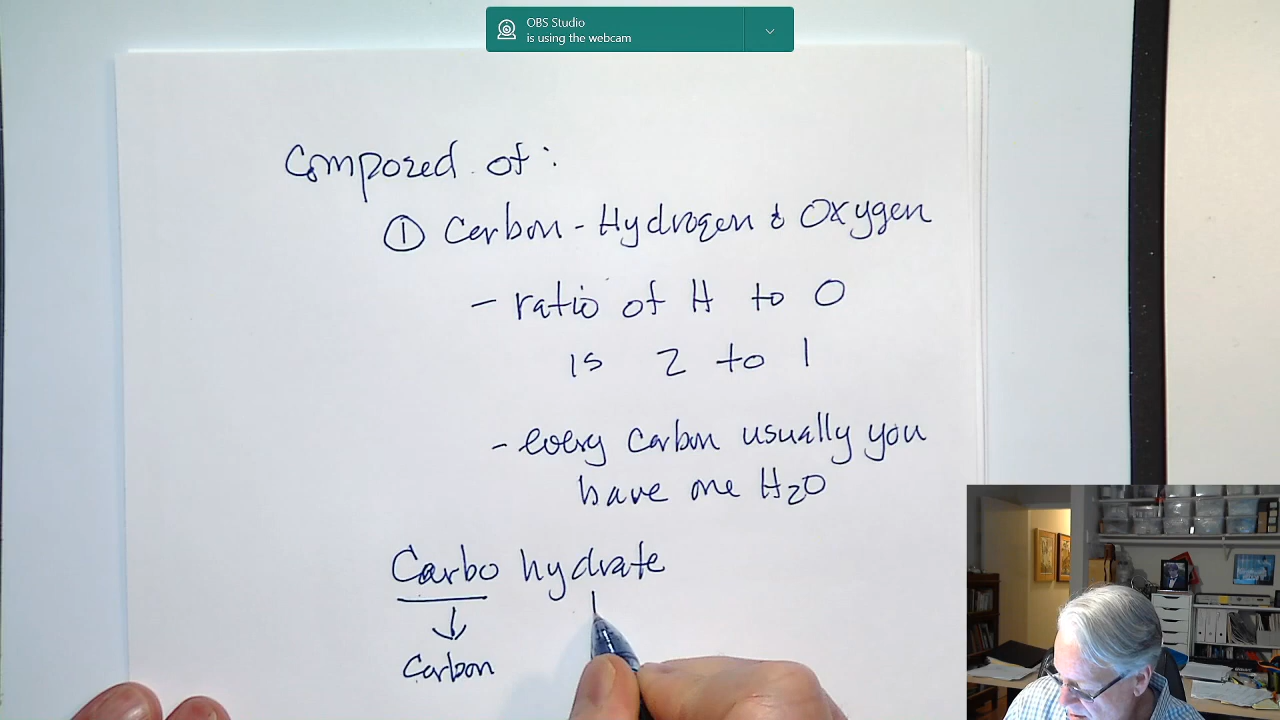 OBS Studio
is using the webcam
Composed of:
① Carbon - Hydrogen & Oxygen
- ratio of H to O
is 2 to 1
- every carbon usually you
have one H2O
Carbo hydrate
↓
Carbon